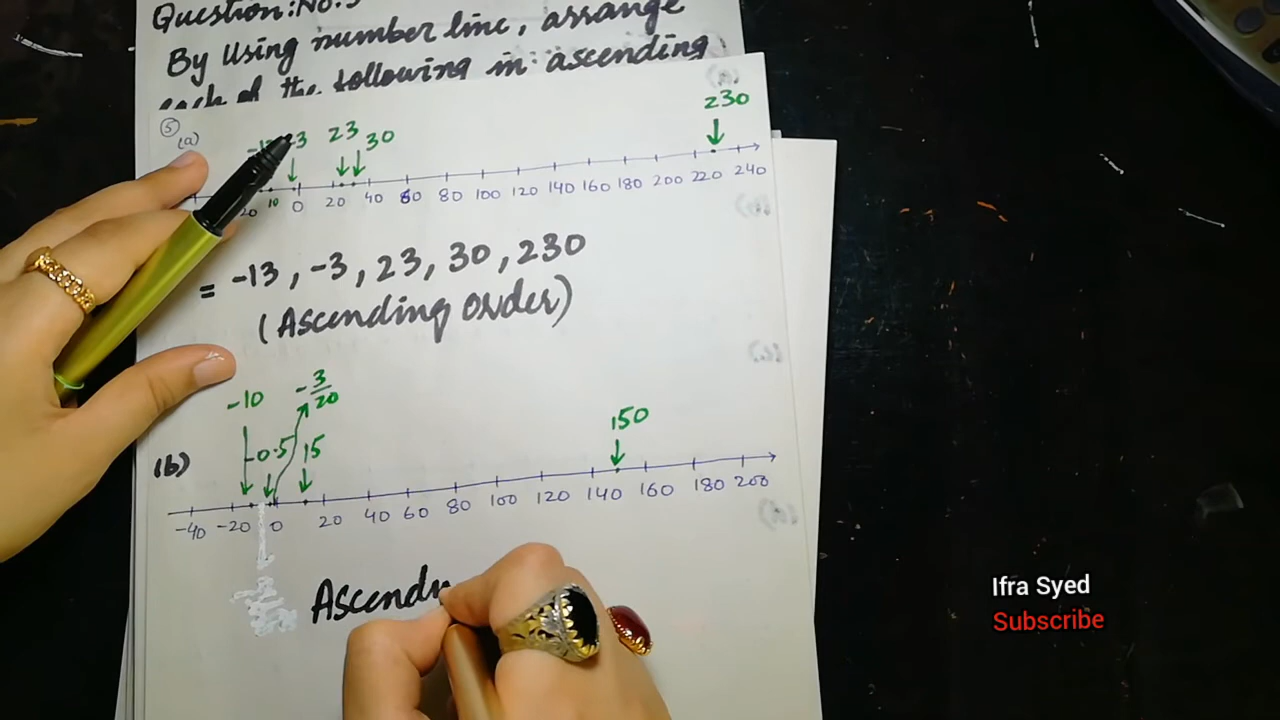 Question:No.5
By Using number line, arrange
each of the following in ascending
5
(a)
23 30 230
20 10 0 20 40 60 80 100 120 140 160 180 200 220 240
= -13, -3, 23, 30, 230
(Ascending Order)
(b)
-10 -0.5 -3/20 15 150
-40 -20 0 20 40 60 80 100 120 140 160 180 200
Ascendn
Ifra Syed
Subscribe